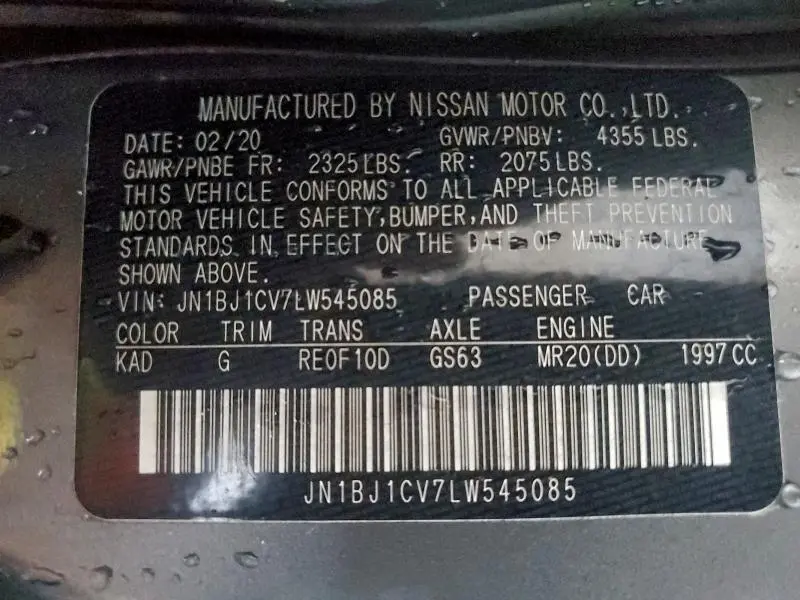 MANUFACTURED BY NISSAN MOTOR CO.,LTD.
DATE: 02/20 GVWR/PNBV: 4355 LBS.
GAWR/PNBE FR: 2325 LBS. RR: 2075 LBS.
THIS VEHICLE CONFORMS TO ALL APPLICABLE FEDERAL
MOTOR VEHICLE SAFETY,BUMPER,AND THEFT PREVENTION
STANDARDS IN EFFECT ON THE DATE OF MANUFACTURE
SHOWN ABOVE.
VIN: JN1BJ1CV7LW545085 PASSENGER CAR
COLOR TRIM TRANS AXLE ENGINE
KAD G RE0F10D GS63 MR20(DD) 1997 CC
JN1BJ1CV7LW545085